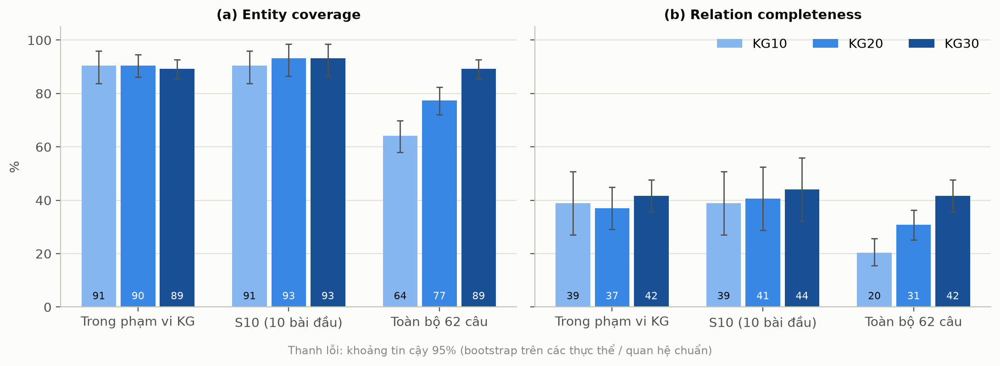 (a) Entity coverage
(b) Relation completeness
KG10 KG20 KG30
%
100
80
60
40
20
0
91 90 89 91 93 93 64 77 89
39 37 42 39 41 44 20 31 42
Trong phạm vi KG S10 (10 bài đầu) Toàn bộ 62 câu
Trong phạm vi KG S10 (10 bài đầu) Toàn bộ 62 câu
Thanh lỗi: khoảng tin cậy 95% (bootstrap trên các thực thể / quan hệ chuẩn)